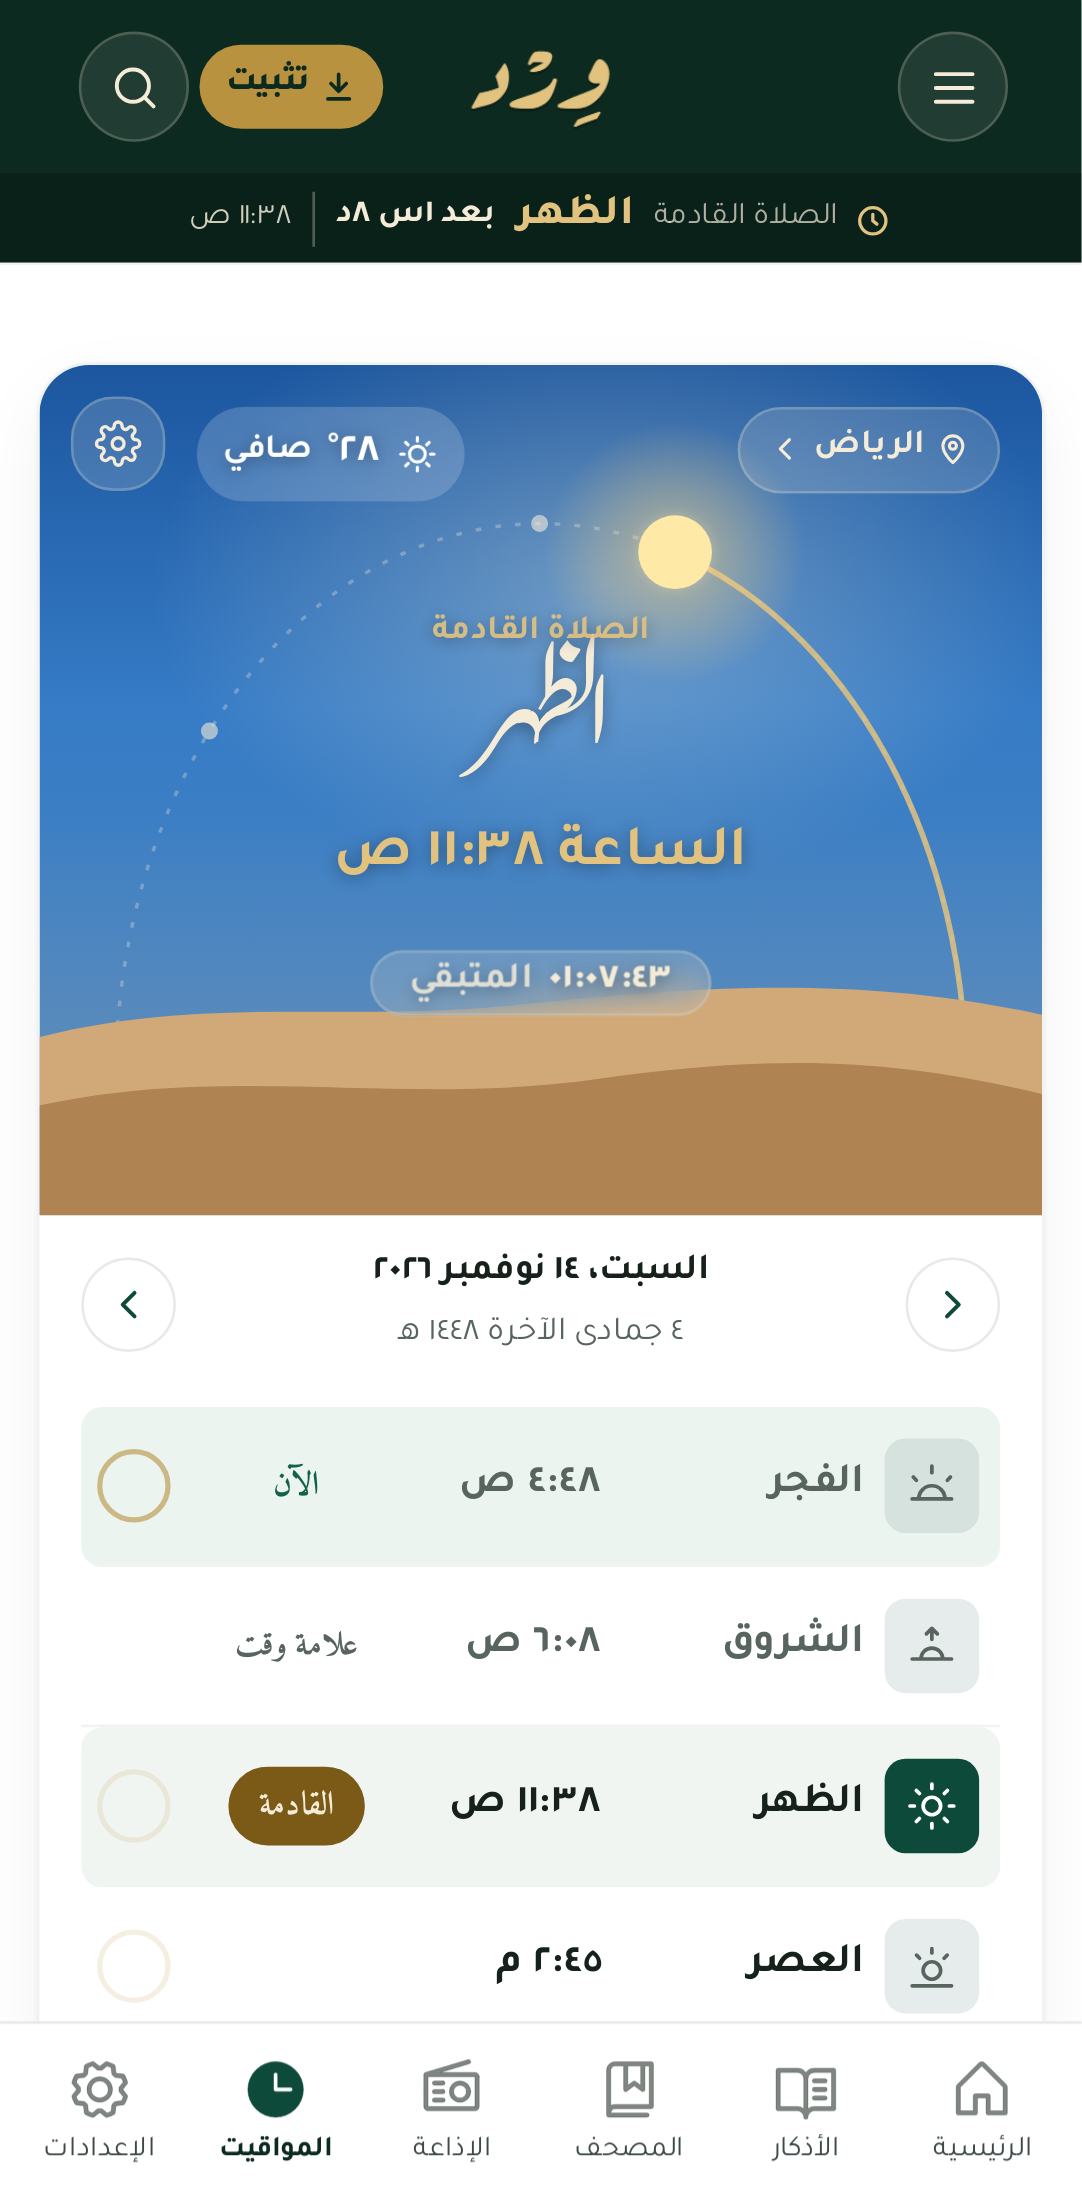 وِرْد
تثبيت
الصلاة القادمة الظهر بعد ١س ٨د ١١:٣٨ ص
الرياض
٢٨° صافي
الصلاة القادمة
الظهر
الساعة ١١:٣٨ ص
٠١:٠٧:٤٣ المتبقي
السبت، ١٤ نوفمبر ٢٠٢٦
٤ جمادى الآخرة ١٤٤٨ هـ
الفجر ٤:٤٨ ص الآن
الشروق ٦:٠٨ ص علامة وقت
الظهر ١١:٣٨ ص القادمة
العصر ٢:٤٥ م
الرئيسية الأذكار المصحف الإذاعة المواقيت الإعدادات